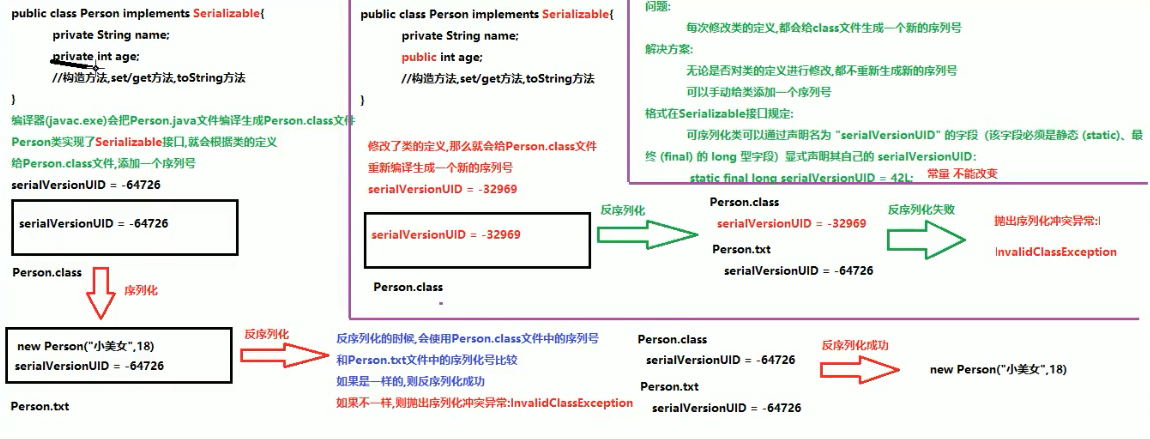 public class Person implements Serializable{
private String name;
private int age;
//构造方法,set/get方法,toString方法
}
编译器(javac.exe)会把Person.java文件编译生成Person.class文件
Person类实现了Serializable接口,就会根据类的定义
给Person.class文件,添加一个序列号
serialVersionUID = -64726
serialVersionUID = -64726
Person.class
序列化
new Person("小美女",18)
serialVersionUID = -64726
Person.txt
public class Person implements Serializable{
private String name;
public int age;
//构造方法,set/get方法,toString方法
}
修改了类的定义,那么就会给Person.class文件
重新编译生成一个新的序列号
serialVersionUID = -32969
serialVersionUID = -32969
Person.class
反序列化
Person.class
serialVersionUID = -32969
Person.txt
serialVersionUID = -64726
反序列化失败
抛出序列化冲突异常:I
InvalidClassException
问题:
每次修改类的定义,都会给class文件生成一个新的序列号
解决方案:
无论是否对类的定义进行修改,都不重新生成新的序列号
可以手动给类添加一个序列号
格式在Serializable接口规定:
可序列化类可以通过声明名为 "serialVersionUID" 的字段（该字段必须是静态 (static)、最
终 (final) 的 long 型字段）显式声明其自己的 serialVersionUID:
static final long serialVersionUID = 42L; 常量 不能改变
反序列化
反序列化的时候,会使用Person.class文件中的序列号
和Person.txt文件中的序列化号比较
如果是一样的,则反序列化成功
如果不一样,则抛出序列化冲突异常:InvalidClassException
Person.class
serialVersionUID = -64726
Person.txt
serialVersionUID = -64726
反序列化成功
new Person("小美女",18)